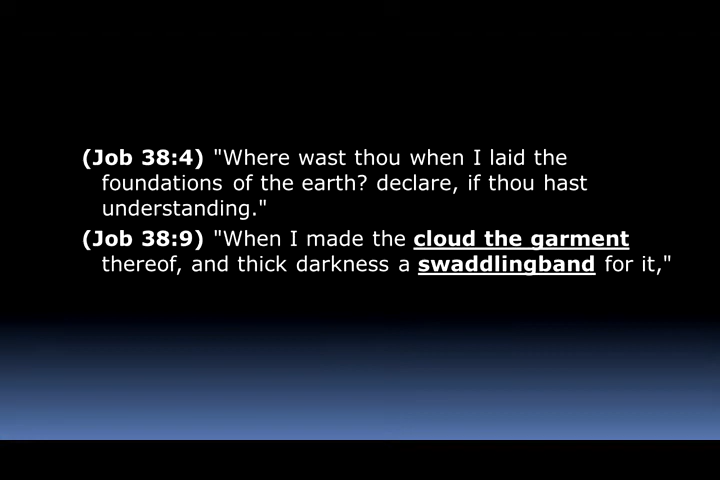 (Job 38:4) "Where wast thou when I laid the
foundations of the earth? declare, if thou hast
understanding."
(Job 38:9) "When I made the cloud the garment
thereof, and thick darkness a swaddlingband for it,"